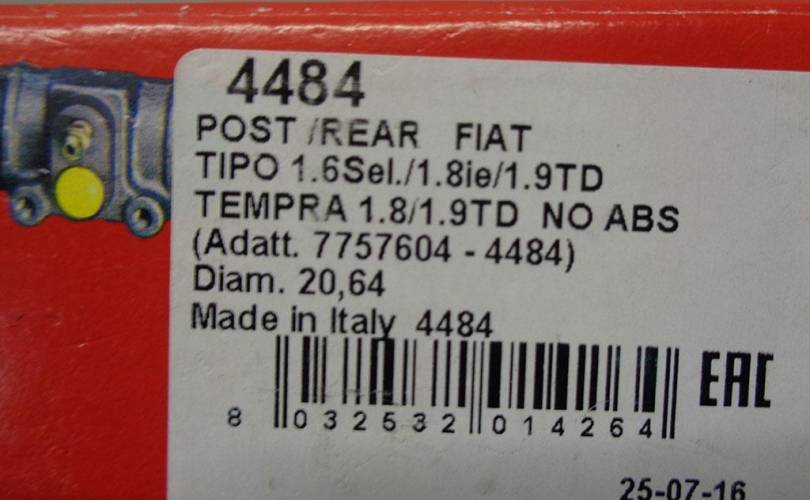 4484
POST /REAR FIAT
TIPO 1.6Sel./1.8ie/1.9TD
TEMPRA 1.8/1.9TD NO ABS
(Adatt. 7757604 - 4484)
Diam. 20,64
Made in Italy 4484
EAC
8 032532 014264
25-07-16